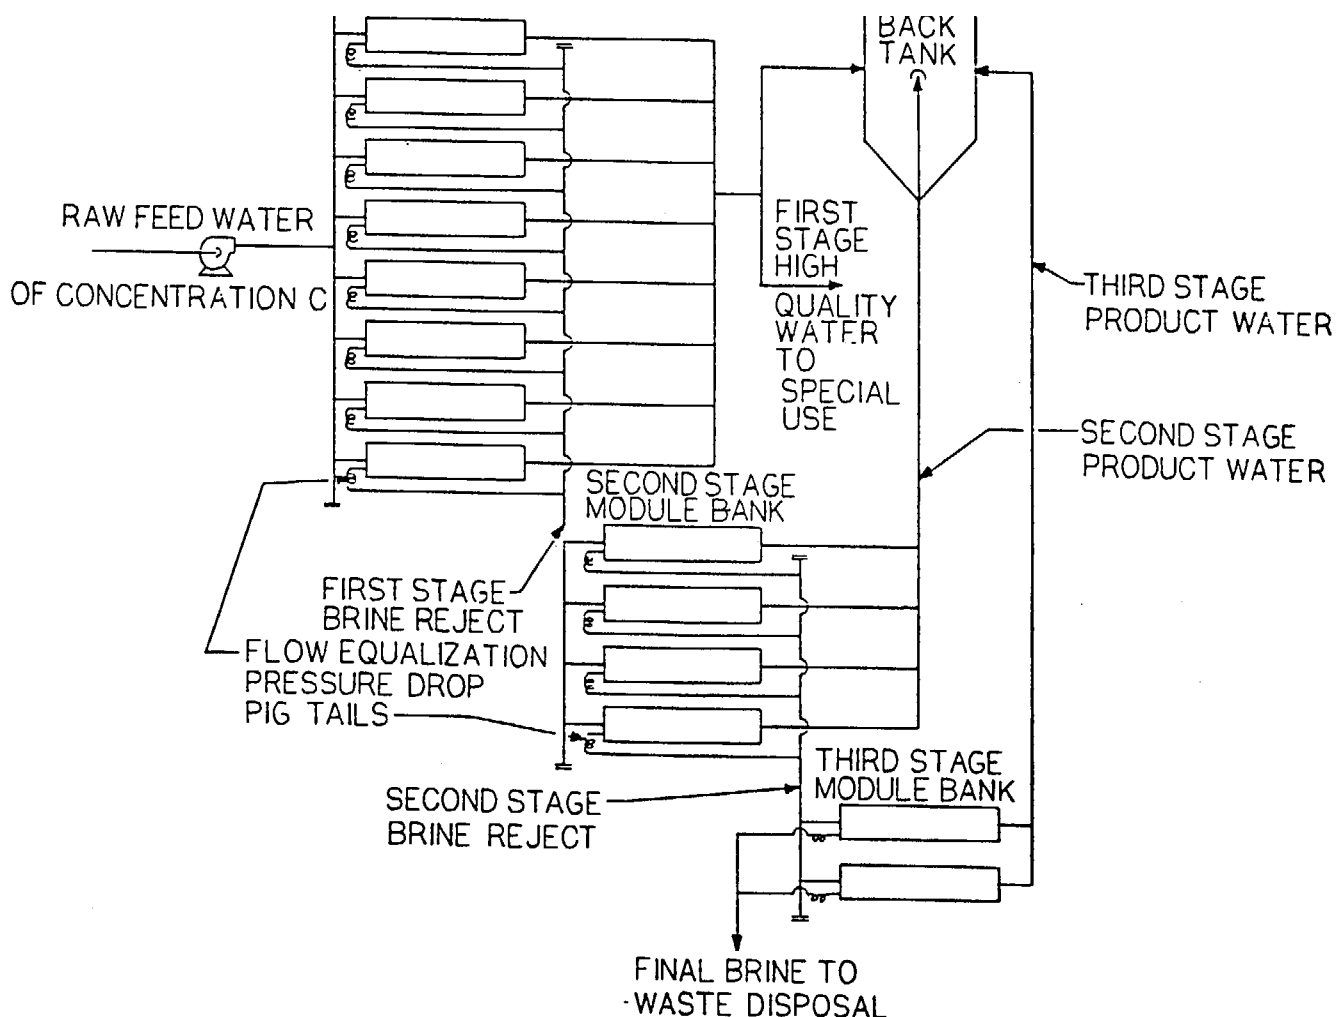 BACK
TANK
RAW FEED WATER
OF CONCENTRATION C
FIRST
STAGE
HIGH
QUALITY
WATER
TO
SPECIAL
USE
THIRD STAGE
PRODUCT WATER
SECOND STAGE
PRODUCT WATER
SECOND STAGE
MODULE BANK
FIRST STAGE
BRINE REJECT
FLOW EQUALIZATION
PRESSURE DROP
PIG TAILS
THIRD STAGE
MODULE BANK
SECOND STAGE
BRINE REJECT
FINAL BRINE TO
WASTE DISPOSAL